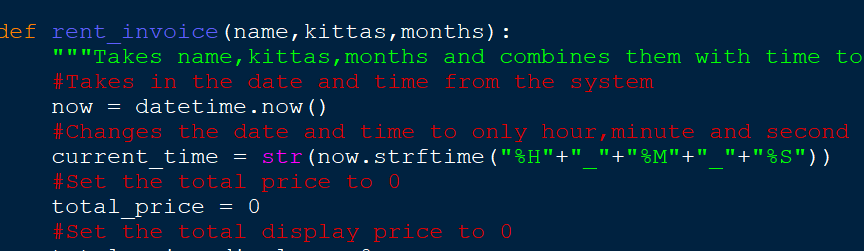 def rent_invoice(name,kittas,months):
"""Takes name,kittas,months and combines them with time to
#Takes in the date and time from the system
now = datetime.now()
#Changes the date and time to only hour,minute and second
current_time = str(now.strftime("%H"+"_"+"%M"+"_"+"%S"))
#Set the total price to 0
total_price = 0
#Set the total display price to 0